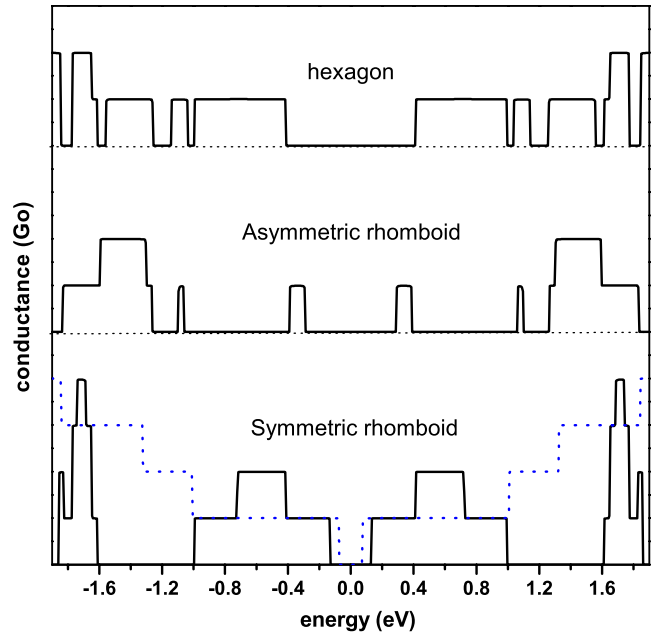 hexagon
Asymmetric rhomboid
Symmetric rhomboid
conductance (Go)
-1.6 -1.2 -0.8 -0.4 0.0 0.4 0.8 1.2 1.6
energy (eV)